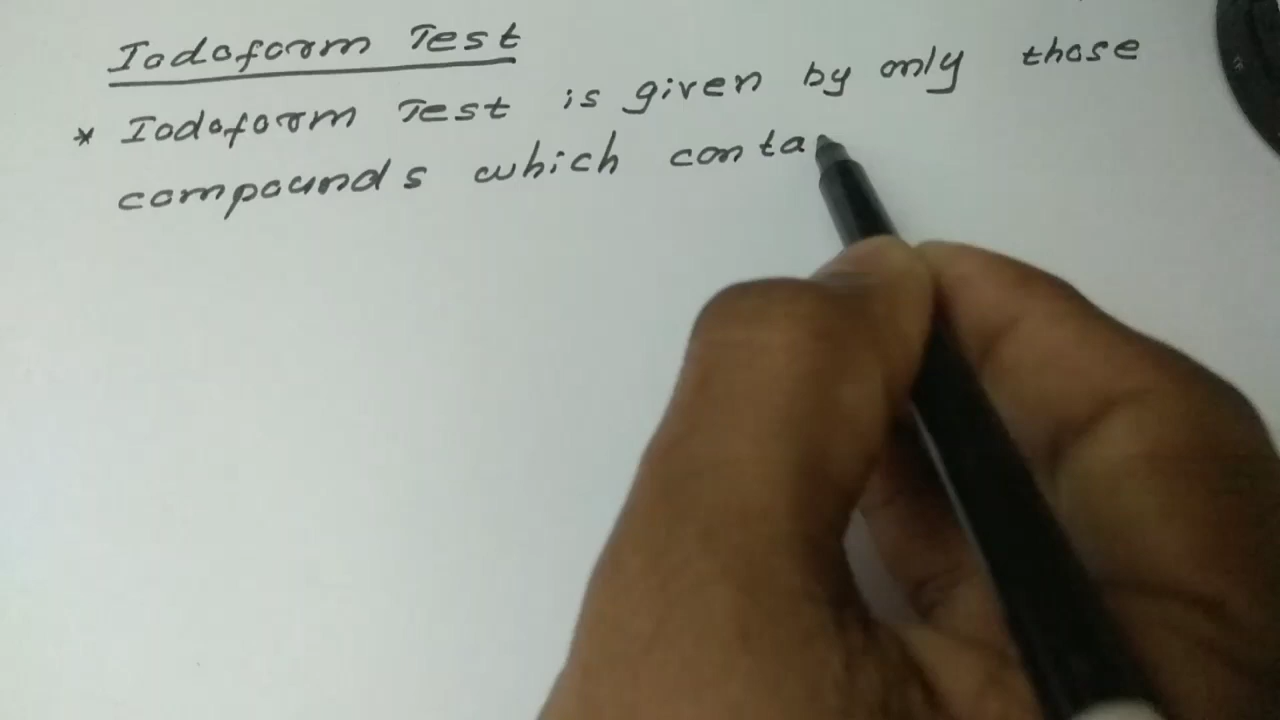 Iodoform Test
* Iodoform Test is given by only those
compounds which conta